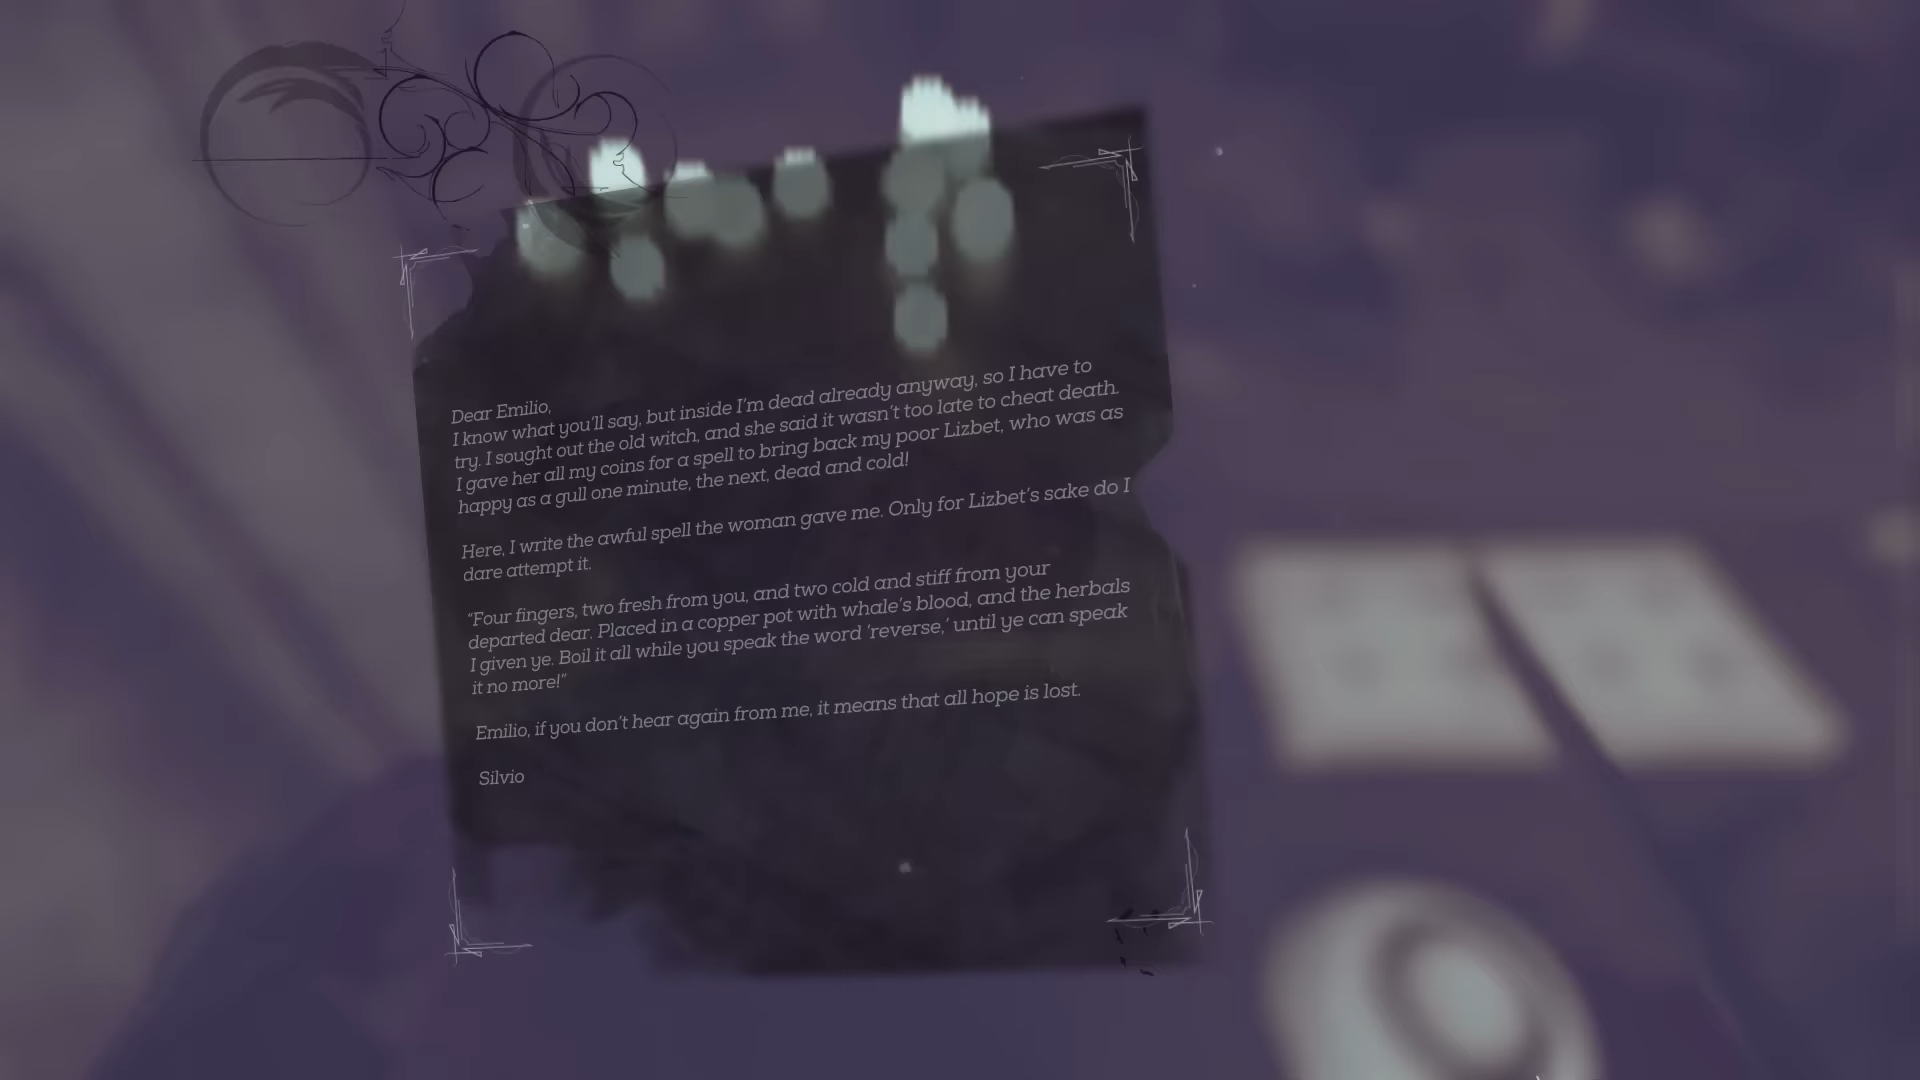 Dear Emilio,
I know what you'll say, but inside I'm dead already anyway, so I have to
try. I sought out the old witch, and she said it wasn't too late to cheat death.
I gave her all my coins for a spell to bring back my poor Lizbet, who was as
happy as a gull one minute, the next, dead and cold!
Here, I write the awful spell the woman gave me. Only for Lizbet's sake do I
dare attempt it.
“Four fingers, two fresh from you, and two cold and stiff from your
departed dear. Placed in a copper pot with whale's blood, and the herbals
I given ye. Boil it all while you speak the word 'reverse,' until ye can speak
it no more!”
Emilio, if you don't hear again from me, it means that all hope is lost.
Silvio